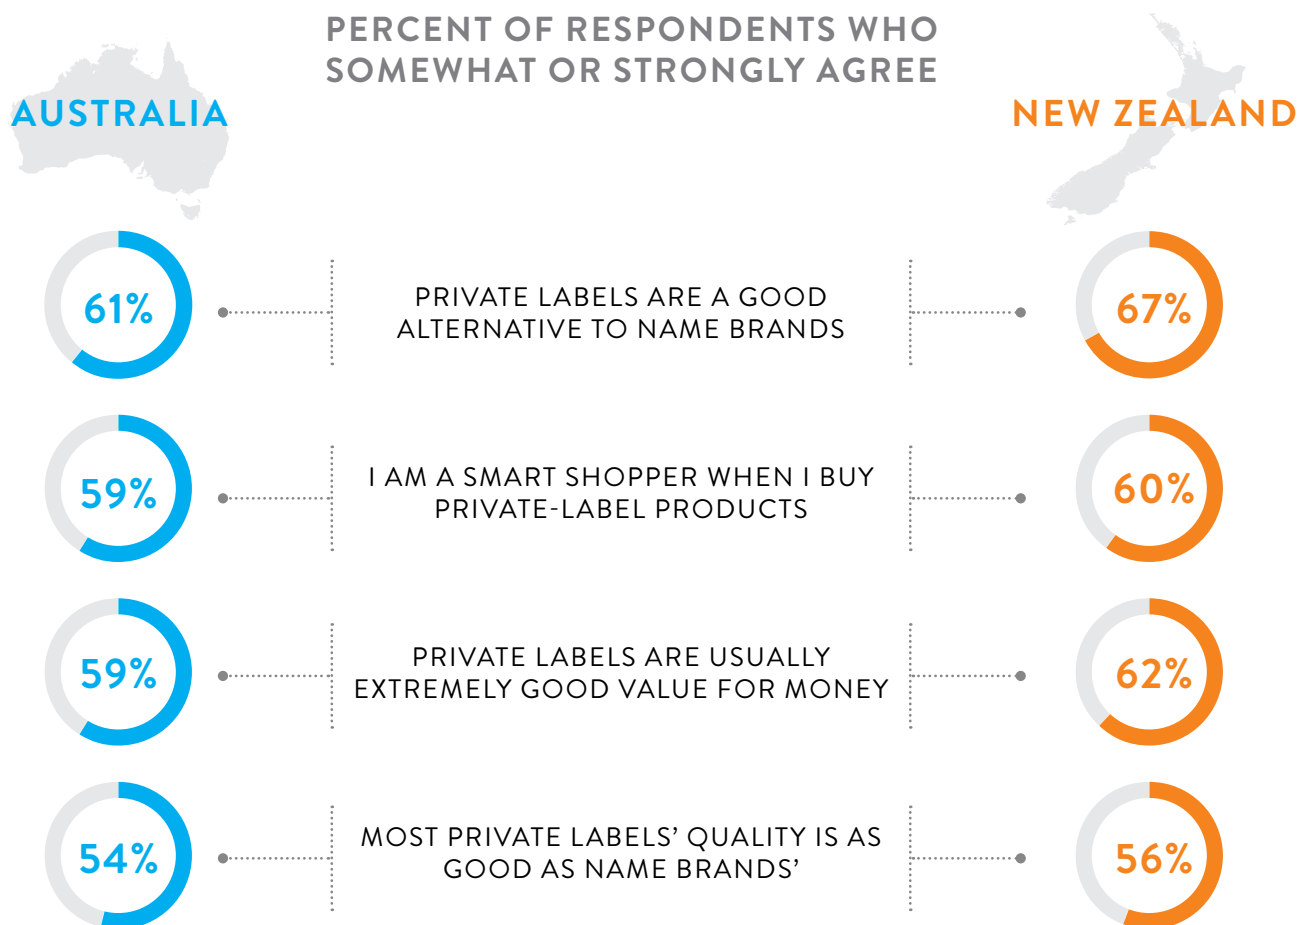 PERCENT OF RESPONDENTS WHO
SOMEWHAT OR STRONGLY AGREE
AUSTRALIA
NEW ZEALAND
61%
PRIVATE LABELS ARE A GOOD
ALTERNATIVE TO NAME BRANDS
67%
59%
I AM A SMART SHOPPER WHEN I BUY
PRIVATE-LABEL PRODUCTS
60%
59%
PRIVATE LABELS ARE USUALLY
EXTREMELY GOOD VALUE FOR MONEY
62%
54%
MOST PRIVATE LABELS’ QUALITY IS AS
GOOD AS NAME BRANDS’
56%